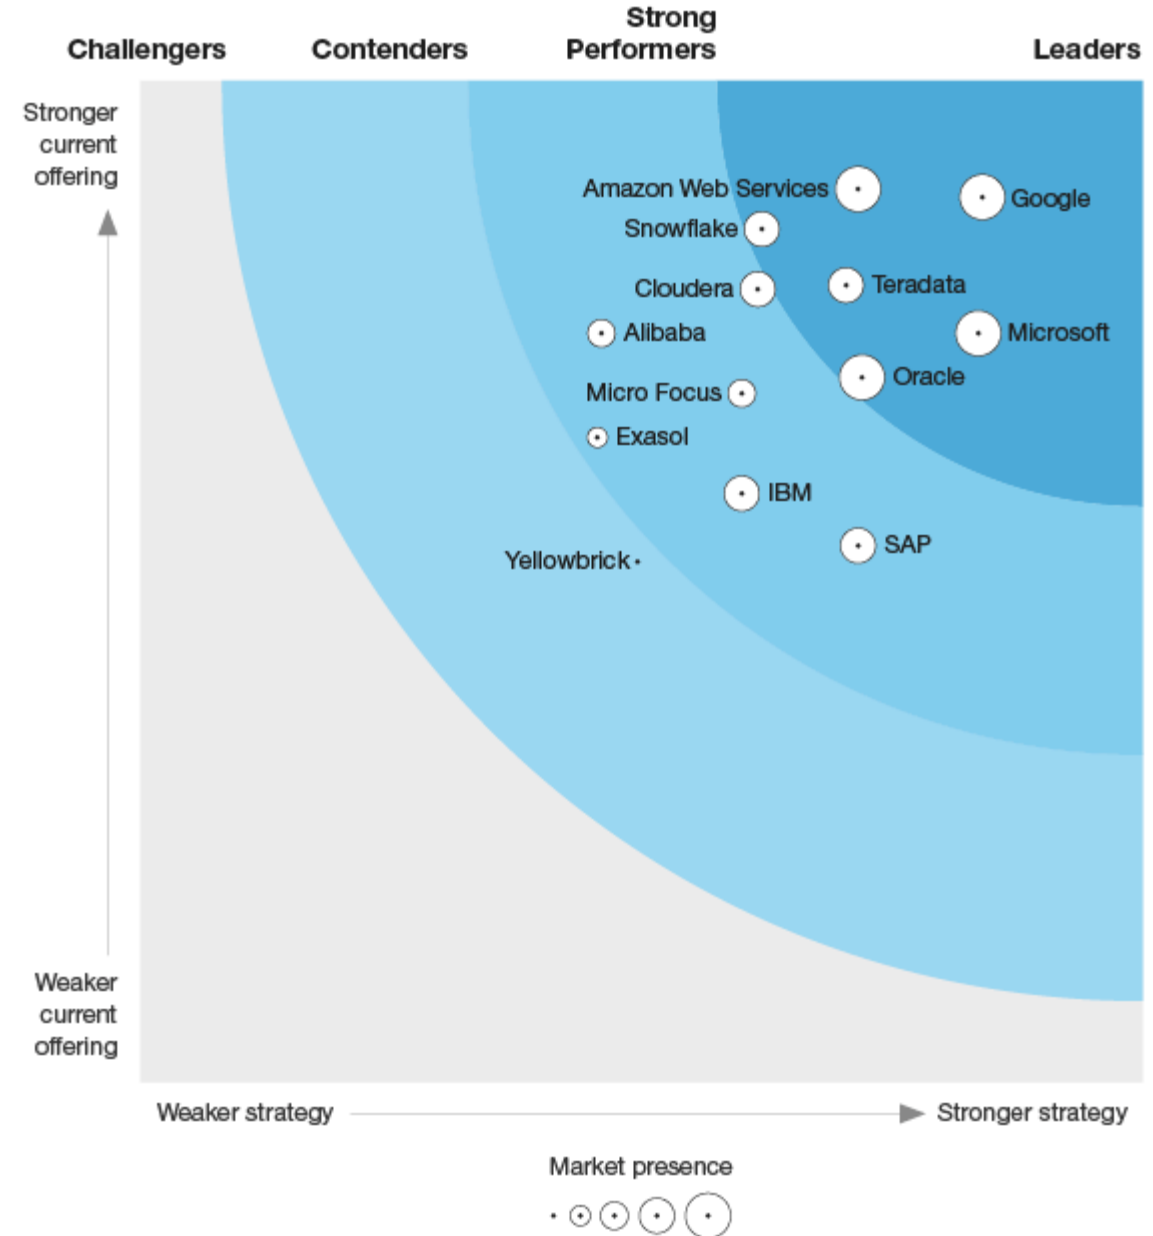 Challengers
Contenders
Strong
Performers
Leaders
Stronger
current
offering
Amazon Web Services
Google
Snowflake
Cloudera
Teradata
Alibaba
Microsoft
Oracle
Micro Focus
Exasol
IBM
SAP
Yellowbrick
Weaker
current
offering
Weaker strategy
Stronger strategy
Market presence